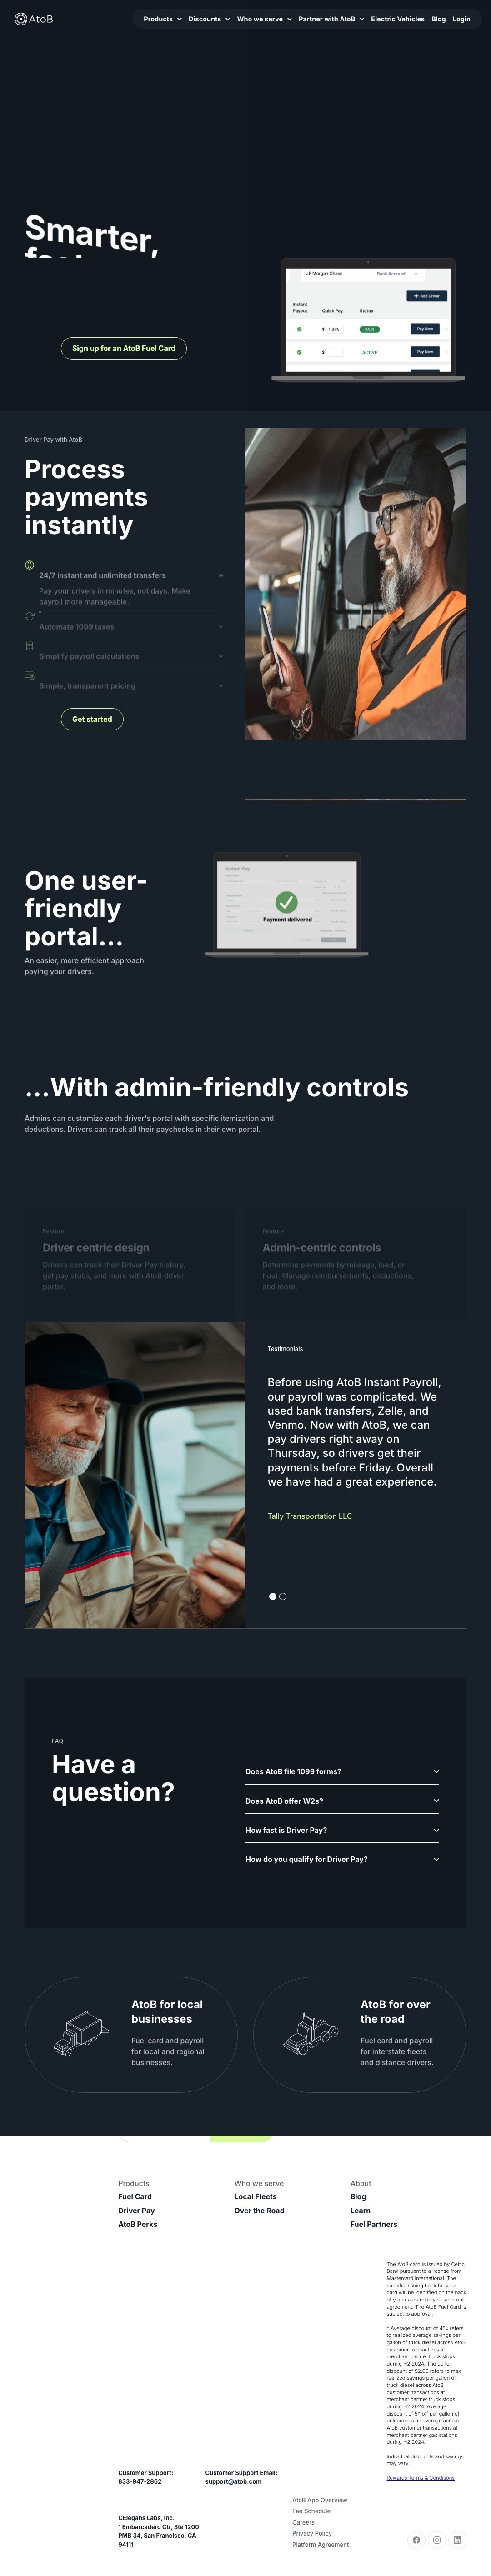 AtoB
Products
Discounts
Who we serve
Partner with AtoB
Electric Vehicles
Blog
Login
Smarter,
JP Morgan Chase
Bank Account
Add Driver
Instant
Payout
Quick Pay
Status
$ 1,365
PAID
Pay Now
$
ACTIVE
Pay Now
Sign up for an AtoB Fuel Card
Driver Pay with AtoB
Process
payments
instantly
24/7 instant and unlimited transfers
Pay your drivers in minutes, not days. Make
payroll more manageable.
Automate 1099 taxes
Simplify payroll calculations
Simple, transparent pricing
Get started
One user-
friendly
portal...
An easier, more efficient approach
paying your drivers.
Instant Pay
Payment delivered
...With admin-friendly controls
Admins can customize each driver's portal with specific itemization and
deductions. Drivers can track all their paychecks in their own portal.
Feature
Driver centric design
Drivers can track their Driver Pay history,
get pay stubs, and more with AtoB driver
portal.
Feature
Admin-centric controls
Determine payments by mileage, load, or
hour. Manage reimbursements, deductions,
and more.
Testimonials
Before using AtoB Instant Payroll,
our payroll was complicated. We
used bank transfers, Zelle, and
Venmo. Now with AtoB, we can
pay drivers right away on
Thursday, so drivers get their
payments before Friday. Overall
we have had a great experience.
Tally Transportation LLC
FAQ
Have a
question?
Does AtoB file 1099 forms?
Does AtoB offer W2s?
How fast is Driver Pay?
How do you qualify for Driver Pay?
AtoB for local
businesses
Fuel card and payroll
for local and regional
businesses.
AtoB for over
the road
Fuel card and payroll
for interstate fleets
and distance drivers.
Products
Fuel Card
Driver Pay
AtoB Perks
Who we serve
Local Fleets
Over the Road
About
Blog
Learn
Fuel Partners
The AtoB card is issued by Celtic
Bank pursuant to a license from
Mastercard International. The
specific issuing bank for your
card will be identified on the back
of your card and in your account
agreement. The AtoB Fuel Card is
subject to approval.
* Average discount of 45¢ refers
to realized average savings per
gallon of truck diesel across AtoB
customer transactions at
merchant partner truck stops
during H2 2024. The up to
discount of $2.00 refers to max
realized savings per gallon of
truck diesel across AtoB
customer transactions at
merchant partner truck stops
during H2 2024. Average
discount of 5¢ off per gallon of
unleaded is an average across
AtoB customer transactions at
merchant partner gas stations
during H2 2024.
Individual discounts and savings
may vary.
Rewards Terms & Conditions
Customer Support:
833-947-2862
Customer Support Email:
support@atob.com
CElegans Labs, Inc.
1 Embarcadero Ctr, Ste 1200
PMB 34, San Francisco, CA
94111
AtoB App Overview
Fee Schedule
Careers
Privacy Policy
Platform Agreement